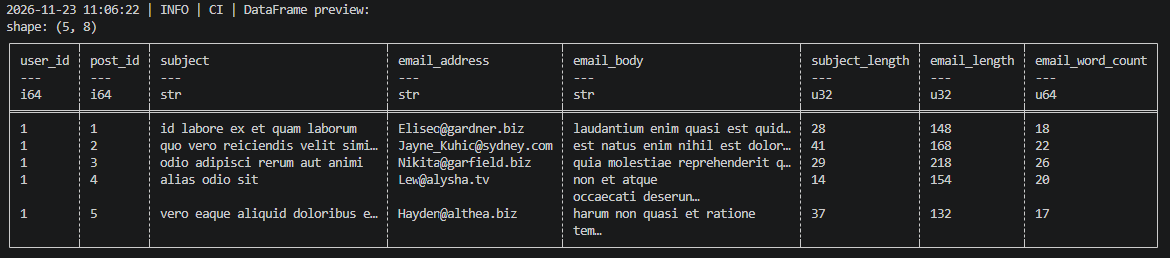 2026-11-23 11:06:22 | INFO | CI | DataFrame preview:
shape: (5, 8)
user_id post_id subject email_address email_body subject_length email_length email_word_count
--- --- --- --- --- --- --- ---
i64 i64 str str str u32 u32 u64
1 1 id labore ex et quam laborum Eliseo@gardner.biz laudantium enim quasi est quid… 28 148 18
1 2 quo vero reiciendis velit simi… Jayne_Kuhic@sydney.com est natus enim nihil est dolor… 41 168 22
1 3 odio adipisci rerum aut animi Nikita@garfield.biz quia molestiae reprehenderit q… 29 218 26
1 4 alias odio sit Lew@alysha.tv non et atque 14 154 20
occaecati deserun…
1 5 vero eaque aliquid doloribus e… Hayden@althea.biz harum non quasi et ratione 37 132 17
tem…